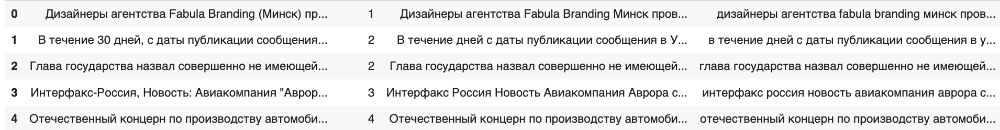 0 Дизайнеры агентства Fabula Branding (Минск) пр... 1 Дизайнеры агентства Fabula Branding Минск пров... дизайнеры агентства fabula branding минск пров...
1 В течение 30 дней, с даты публикации сообщения... 2 В течение дней с даты публикации сообщения в У... в течение дней с даты публикации сообщения в у...
2 Глава государства назвал совершенно не имеющей... 2 Глава государства назвал совершенно не имеющей... глава государства назвал совершенно не имеющей...
3 Интерфакс-Россия, Новость: Авиакомпания "Аврор... 3 Интерфакс Россия Новость Авиакомпания Аврора с... интерфакс россия новость авиакомпания аврора с...
4 Отечественный концерн по производству автомоби... 4 Отечественный концерн по производству автомоби... отечественный концерн по производству автомоби...